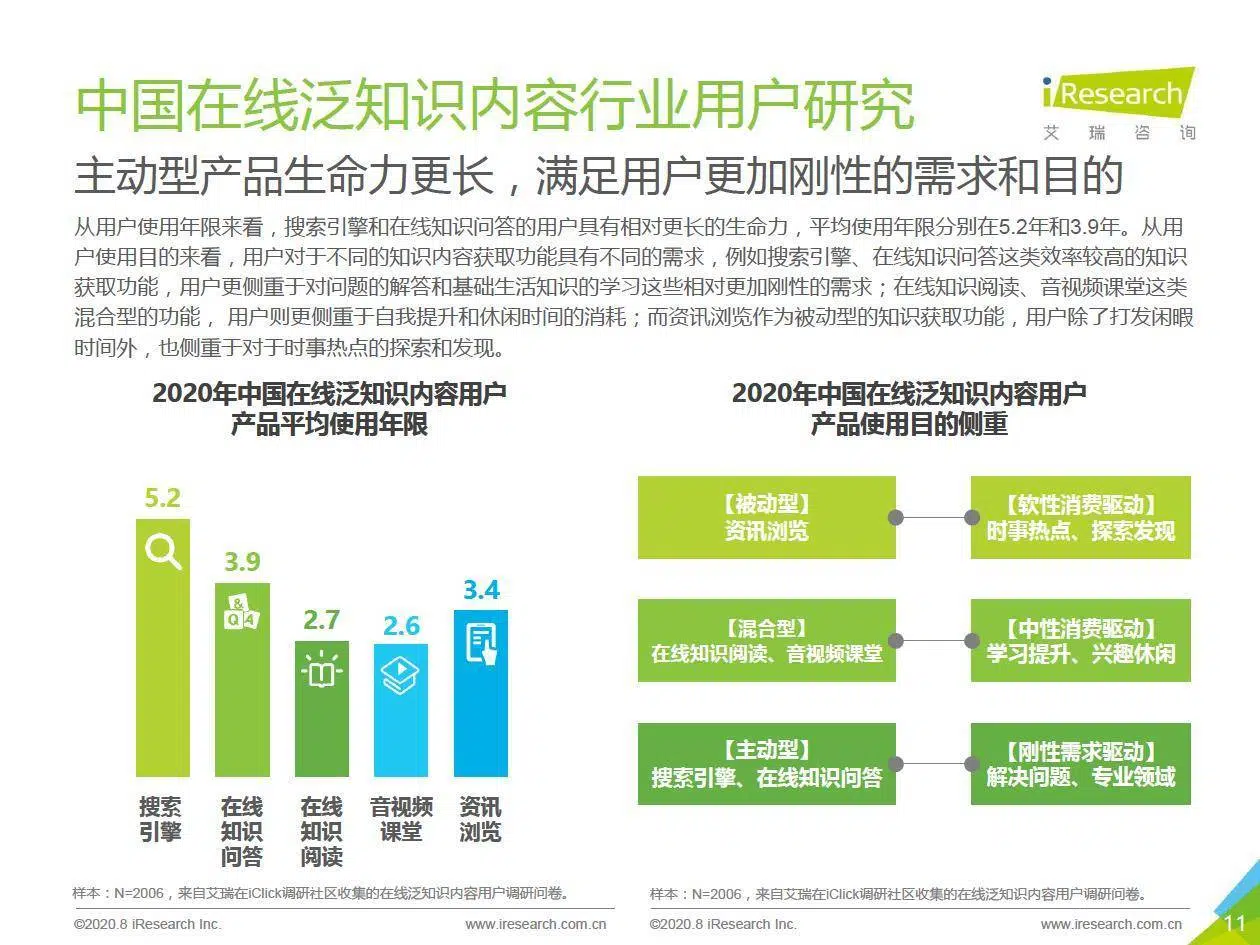 中国在线泛知识内容行业用户研究
iResearch
艾瑞咨询
主动型产品生命力更长，满足用户更加刚性的需求和目的
从用户使用年限来看，搜索引擎和在线知识问答的用户具有相对更长的生命力，平均使用年限分别在5.2年和3.9年。从用
户使用目的来看，用户对于不同的知识内容获取功能具有不同的需求，例如搜索引擎、在线知识问答这类效率较高的知识
获取功能，用户更侧重于对问题的解答和基础生活知识的学习这些相对更加刚性的需求；在线知识阅读、音视频课堂这类
混合型的功能， 用户则更侧重于自我提升和休闲时间的消耗；而资讯浏览作为被动型的知识获取功能，用户除了打发闲暇
时间外，也侧重于对于时事热点的探索和发现。
2020年中国在线泛知识内容用户
产品平均使用年限
5.2
3.9
2.7
2.6
3.4
& Q A
搜索
引擎
在线
知识
问答
在线
知识
阅读
音视频
课堂
资讯
浏览
样本：N=2006，来自艾瑞在iClick调研社区收集的在线泛知识内容用户调研问卷。
©2020.8 iResearch Inc.
www.iresearch.com.cn
2020年中国在线泛知识内容用户
产品使用目的侧重
【被动型】
资讯浏览
【软性消费驱动】
时事热点、探索发现
【混合型】
在线知识阅读、音视频课堂
【中性消费驱动】
学习提升、兴趣休闲
【主动型】
搜索引擎、在线知识问答
【刚性需求驱动】
解决问题、专业领域
样本：N=2006，来自艾瑞在iClick调研社区收集的在线泛知识内容用户调研问卷。
©2020.8 iResearch Inc.
www.iresearch.com.cn
11